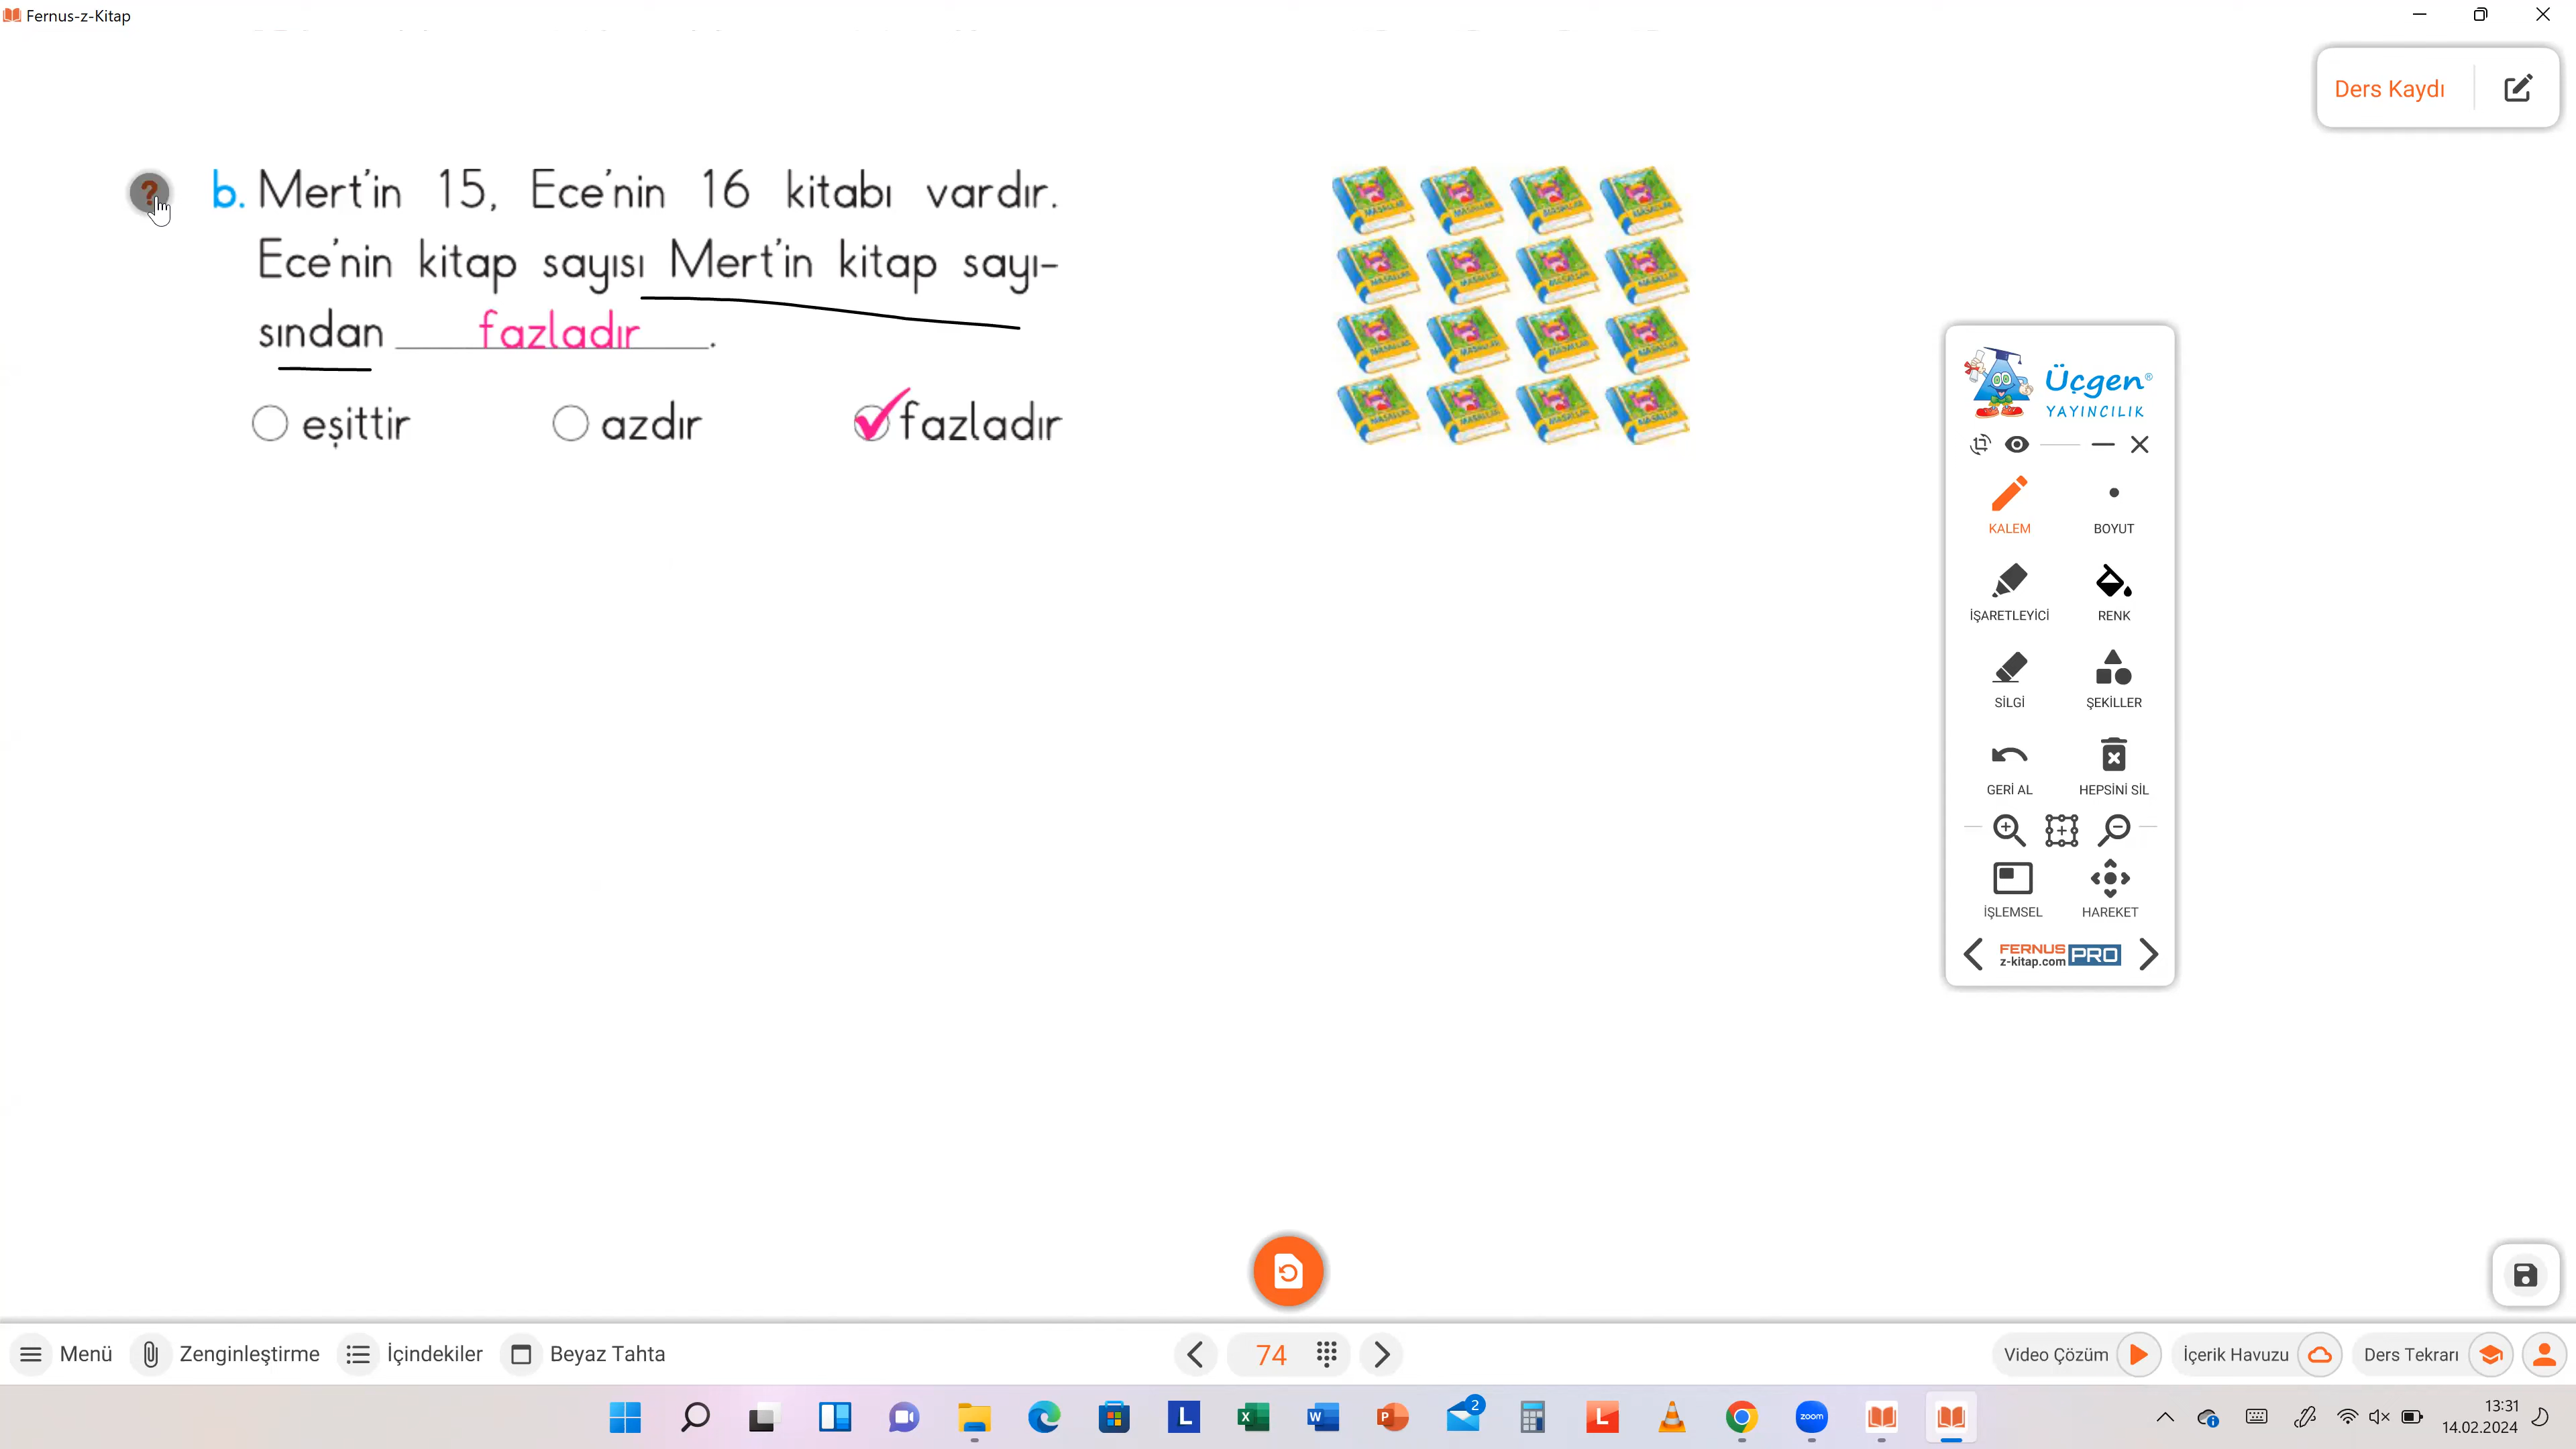 Fernus-z-Kitap
Ders Kaydı
? b. Mert'in 15, Ece'nin 16 kitabı vardır.
Ece'nin kitap sayısı Mert'in kitap sayı-
sından fazladır.
eşittir azdır fazladır
Üçgen®
YAYINCILIK
KALEM BOYUT
İŞARETLEYİCİ RENK
SİLGİ ŞEKİLLER
GERİ AL HEPSİNİ SİL
İŞLEMSEL HAREKET
FERNUS PRO
z-kitap.com
Menü Zenginleştirme İçindekiler Beyaz Tahta 74 Video Çözüm İçerik Havuzu Ders Tekrarı
L X W P 2 L zoom 13:31
14.02.2024